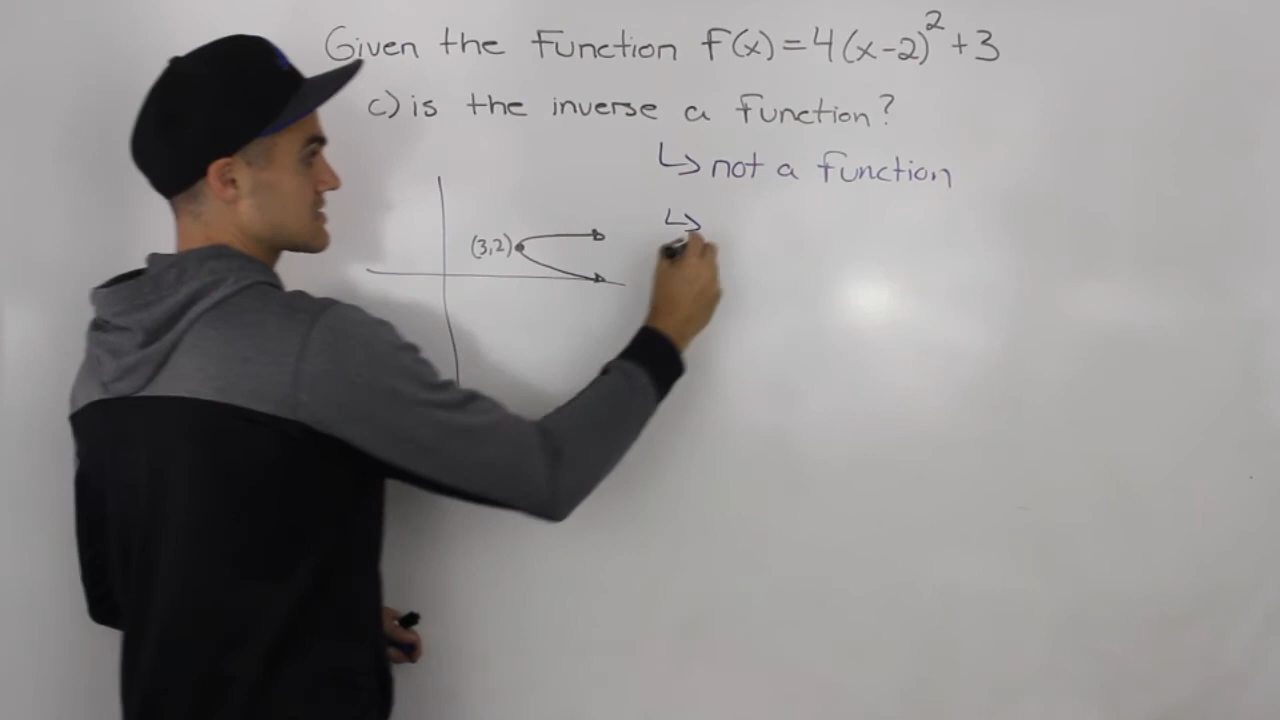 Given the function f(x)=4(x-2)²+3
c) is the inverse a function?
↳ not a function
↳
(3,2)